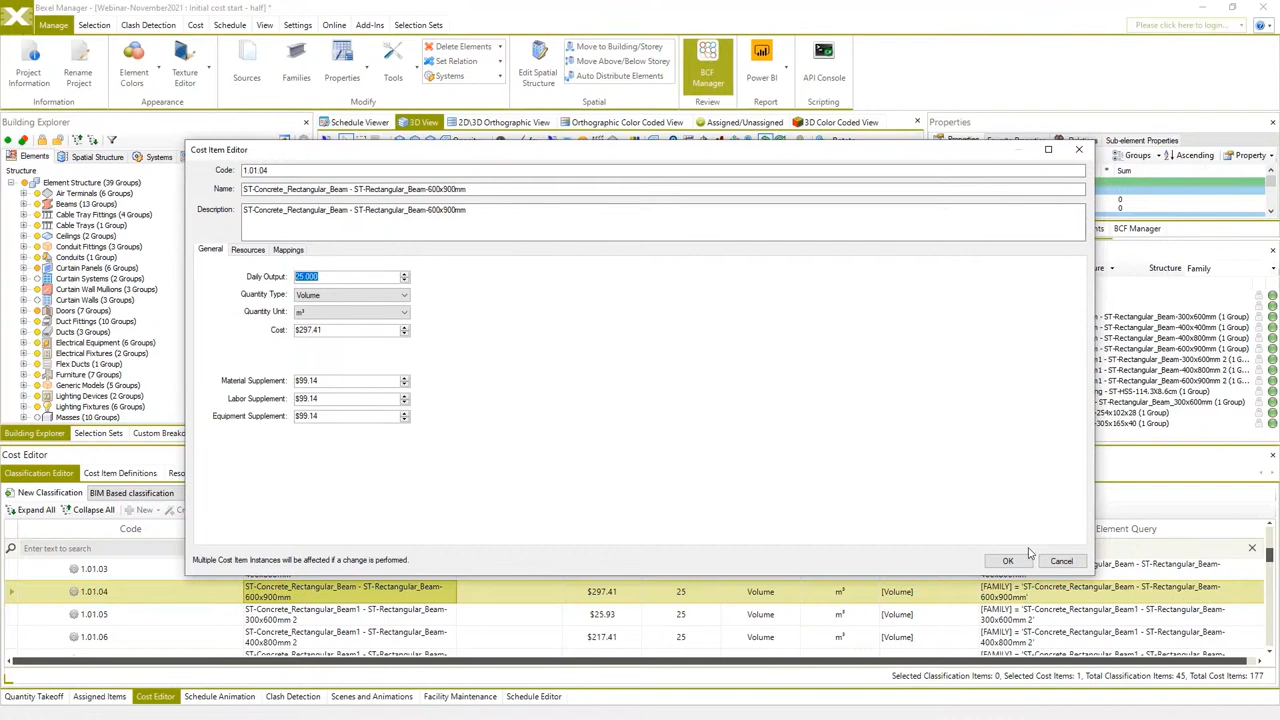 Bexel Manager* - [Webinar-November2021 : Initial cost start - half]*
Manage Selection Clash Detection Cost Schedule View Settings Online Add-Ins Selection Sets
Please click here to login...
Project Information
Rename Project
Element Colors
Texture Editor
Sources
Families
Properties
Tools
Delete Elements
Set Relation
Systems
Edit Spatial Structure
Move to Building/Storey
Move Above/Below Storey
Auto Distribute Elements
BCF Manager
Power BI
API Console
Information
Appearance
Modify
Spatial
Review
Report
Scripting
Building Explorer
Schedule Viewer
3D View
2D\3D Orthographic View
Orthographic Color Coded View
Assigned/Unassigned
3D Color Coded View
Properties
Sub-element Properties
Elements Spatial Structure Systems
Groups Ascending Property
Structure
Sum
0
0
BCF Manager
Structure Family
Element Structure (39 Groups)
Air Terminals (6 Groups)
Beams (13 Groups)
Cable Tray Fittings (4 Groups)
Cable Trays (1 Group)
Ceilings (2 Groups)
Conduit Fittings (3 Groups)
Conduits (1 Group)
Curtain Panels (6 Groups)
Curtain Systems (2 Groups)
Curtain Wall Mullions (3 Groups)
Curtain Walls (3 Groups)
Doors (7 Groups)
Duct Fittings (10 Groups)
Ducts (3 Groups)
Electrical Equipment (6 Groups)
Electrical Fixtures (2 Groups)
Flex Ducts (1 Group)
Furniture (7 Groups)
Generic Models (5 Groups)
Lighting Devices (2 Groups)
Lighting Fixtures (6 Groups)
Masses (10 Groups)
Cost Item Editor
Code: 1.01.04
Name: ST-Concrete_Rectangular_Beam - ST-Rectangular_Beam-600x900mm
Description: ST-Concrete_Rectangular_Beam - ST-Rectangular_Beam-600x900mm
General Resources Mappings
Daily Output: 25.000
Quantity Type: Volume
Quantity Unit: m³
Cost: $297.41
Material Supplement: $99.14
Labor Supplement: $99.14
Equipment Supplement: $99.14
Multiple Cost Item Instances will be affected if a change is performed.
OK Cancel
m - ST-Rectangular_Beam-300x600mm
m - ST-Rectangular_Beam-400x400mm
m - ST-Rectangular_Beam-400x800mm
m - ST-Rectangular_Beam-600x900mm
m1 - ST-Rectangular_Beam-300x600mm 2 (1 G...
m1 - ST-Rectangular_Beam-400x800mm 2 (1 G...
m1 - ST-Rectangular_Beam-600x900mm 2 (1 G...
ST-HSS-114.3X8.6cm (1 Group)
ST-Rectangular_Beam_300x600mm (1 Group)
254x102x28 (1 Group)
305x165x40 (1 Group)
Building Explorer Selection Sets Custom Breako
Cost Editor
Classification Editor Cost Item Definitions Reso
New Classification BIM Based classification
Expand All Collapse All New Cr
Code
Element Query
Enter text to search
1.01.03
1.01.04 ST-Concrete_Rectangular_Beam - ST-Rectangular_Beam-600x900mm $297.41 25 Volume m³ [Volume] [FAMILY] = 'ST-Concrete_Rectangular_Beam - ST-Rectangular_Beam-600x900mm'
1.01.05 ST-Concrete_Rectangular_Beam1 - ST-Rectangular_Beam-300x600mm 2 $25.93 25 Volume m³ [Volume] [FAMILY] = 'ST-Concrete_Rectangular_Beam1 - ST-Rectangular_Beam-300x600mm 2'
1.01.06 ST-Concrete_Rectangular_Beam1 - ST-Rectangular_Beam-400x800mm 2 $217.41 25 Volume m³ [Volume] [FAMILY] = 'ST-Concrete_Rectangular_Beam1 - ST-Rectangular_Beam-400x800mm 2'
Selected Classification Items: 0, Selected Cost Items: 1, Total Classification Items: 45, Total Cost Items: 177
Quantity Takeoff Assigned Items Cost Editor Schedule Animation Clash Detection Scenes and Animations Facility Maintenance Schedule Editor